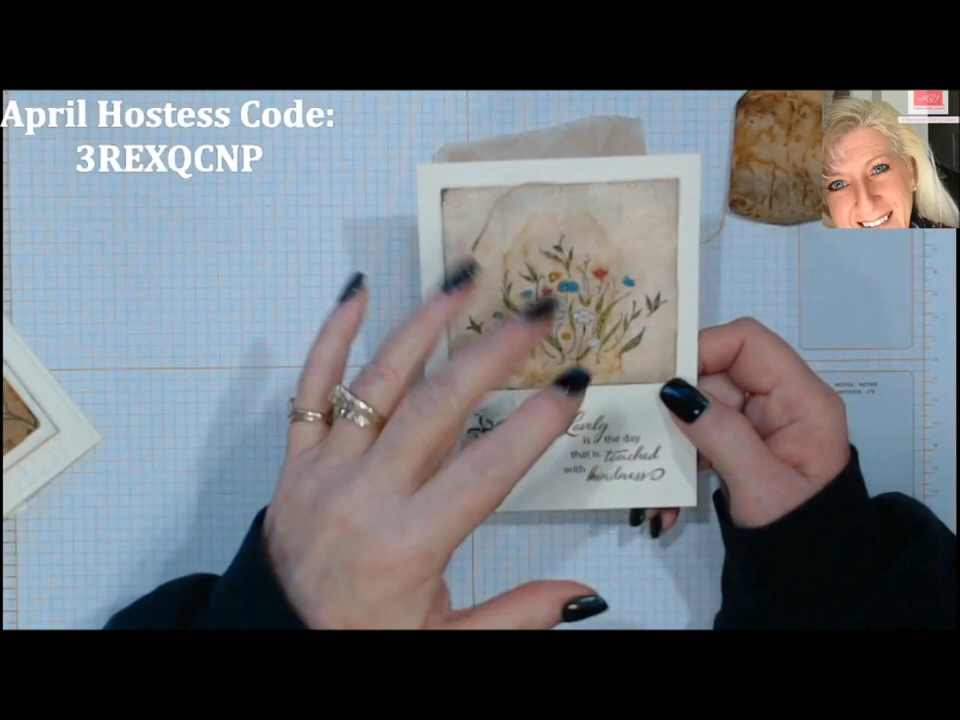 April Hostess Code:
3REXQCNP
Lovely
is the day
that is touched
with kindness